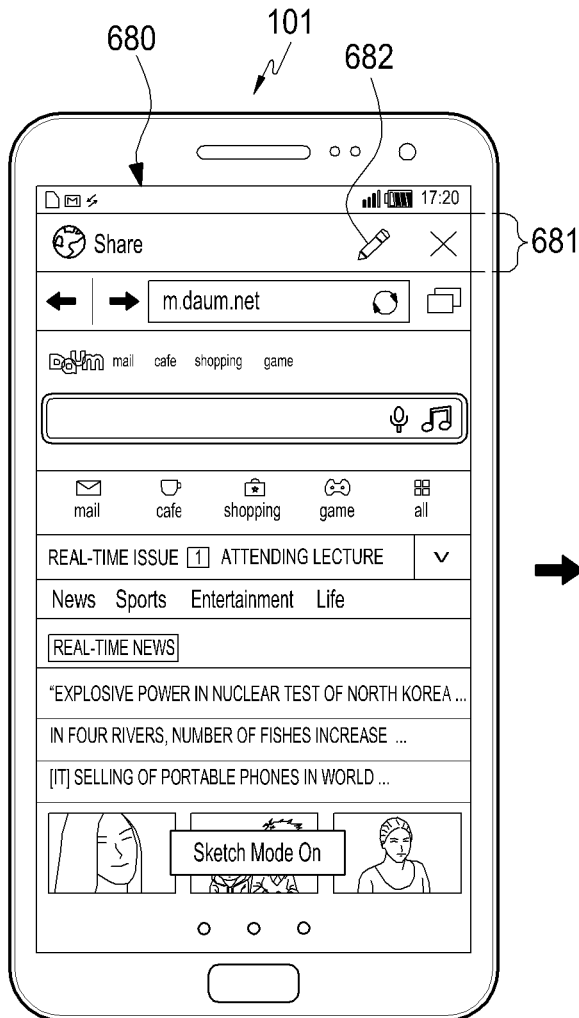 101
680
682
17:20
Share
681
m.daum.net
Daum mail cafe shopping game
mail cafe shopping game all
REAL-TIME ISSUE 1 ATTENDING LECTURE
News Sports Entertainment Life
REAL-TIME NEWS
“EXPLOSIVE POWER IN NUCLEAR TEST OF NORTH KOREA ...
IN FOUR RIVERS, NUMBER OF FISHES INCREASE ...
[IT] SELLING OF PORTABLE PHONES IN WORLD ...
Sketch Mode On